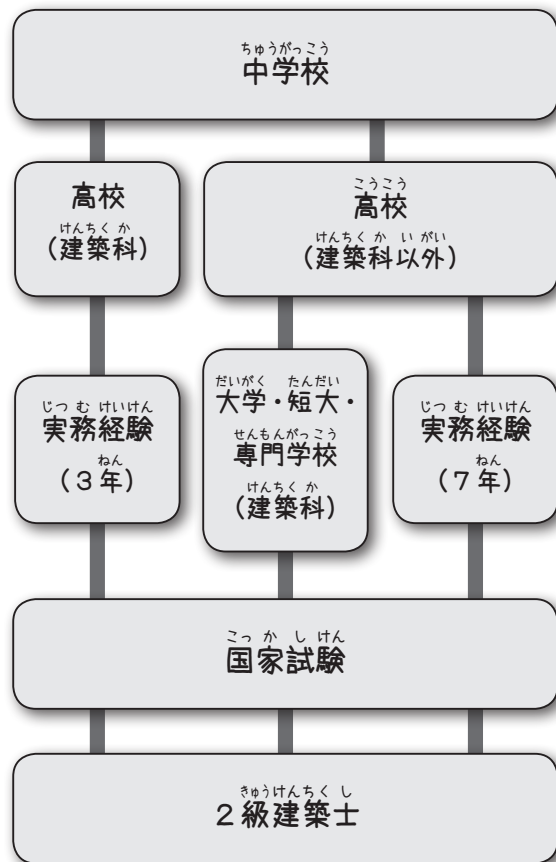 ちゅうがっこう
中学校
高校
けんちくか
(建築科)
こうこう
高校
けんちくかいがい
(建築科以外)
じつむけいけん
実務経験
ねん
(3年)
だいがく たんだい
大学・短大・
せんもんがっこう
専門学校
けんちくか
(建築科)
じつむけいけん
実務経験
ねん
(7年)
こっかしけん
国家試験
きゅうけんちくし
2級建築士